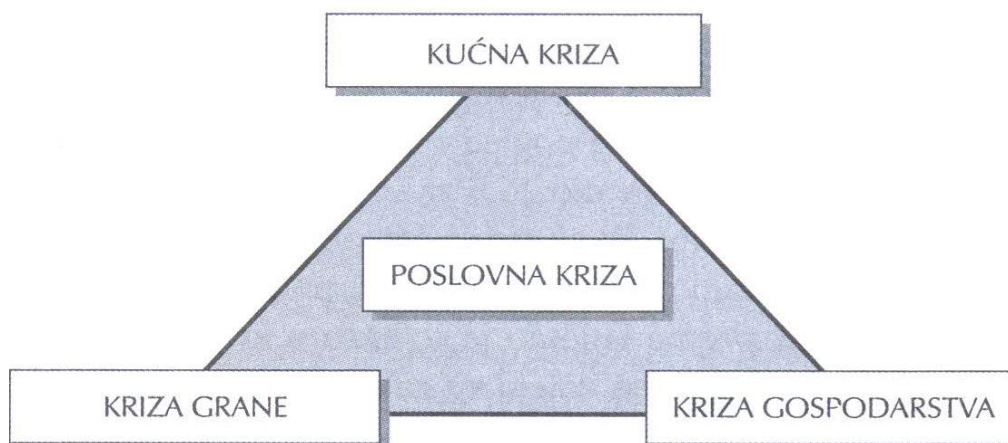 KUĆNA KRIZA
POSLOVNA KRIZA
KRIZA GRANE
KRIZA GOSPODARSTVA